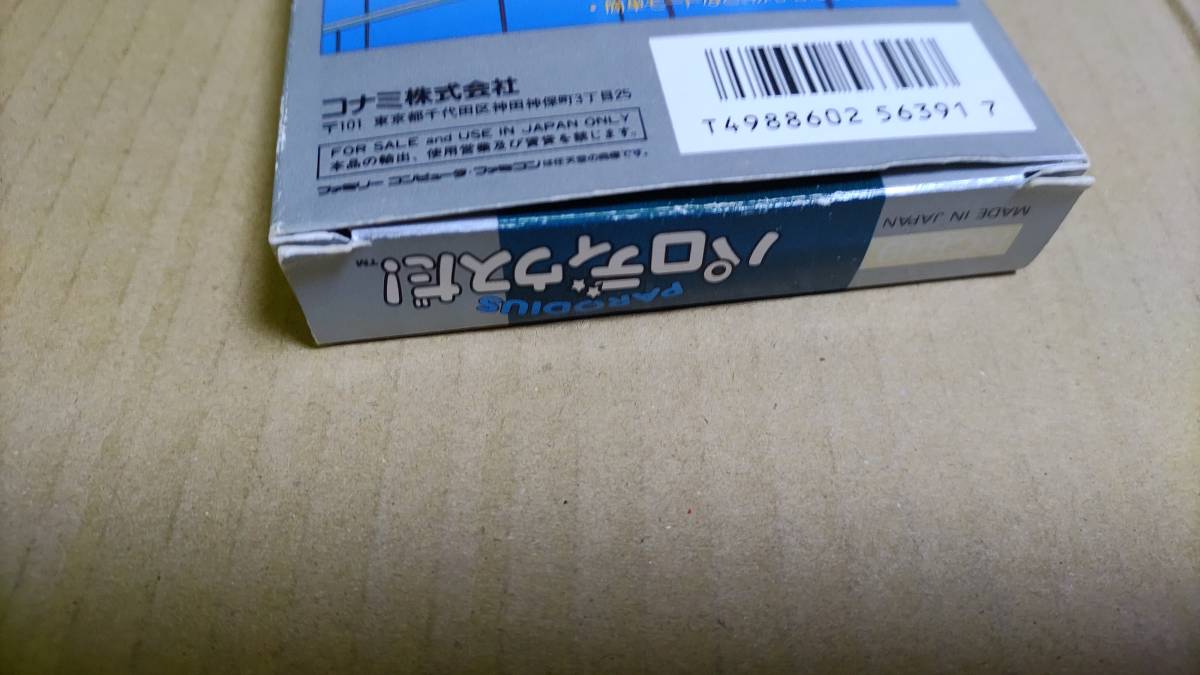 ・簡単モード
コナミ株式会社
〒101 東京都千代田区神田神保町3丁目25
FOR SALE and USE IN JAPAN ONLY
本品の輸出、使用営業及び賃貸を禁じます。
ファミリーコンピュータ・ファミコンは任天堂の商標です。
T4988602 563917
MADE IN JAPAN
パロディウスだ!
TM
PARODIUS